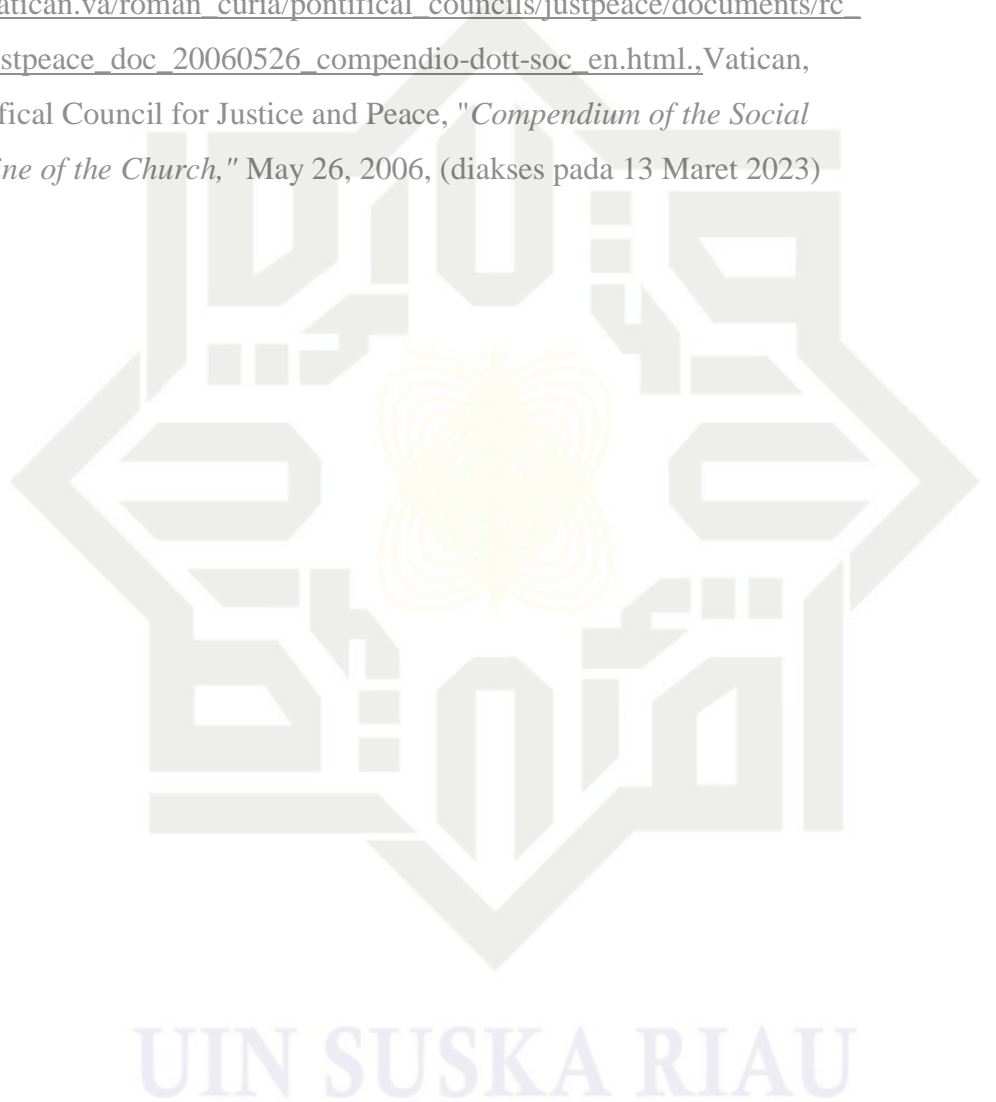 atican.va/roman_curia/pontifical_councils/justpeace/documents/rc_
stpeace_doc_20060526_compendio-dott-soc_en.html.,Vatican,
fical Council for Justice and Peace, "Compendium of the Social
ine of the Church," May 26, 2006, (diakses pada 13 Maret 2023)
UIN SUSKA RIAU